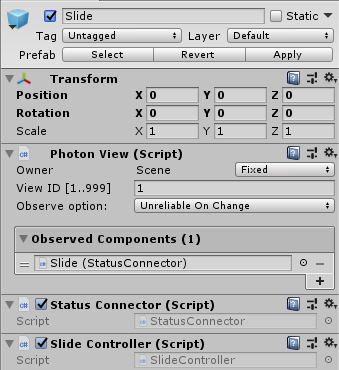 Slide Static
Tag Untagged Layer Default
Prefab Select Revert Apply
Transform
Position X 0 Y 0 Z 0
Rotation X 0 Y 0 Z 0
Scale X 1 Y 1 Z 1
Photon View (Script)
Owner Scene Fixed
View ID [1..999] 1
Observe option: Unreliable On Change
Observed Components (1)
Slide (StatusConnector)
Status Connector (Script)
Script StatusConnector
Slide Controller (Script)
Script SlideController